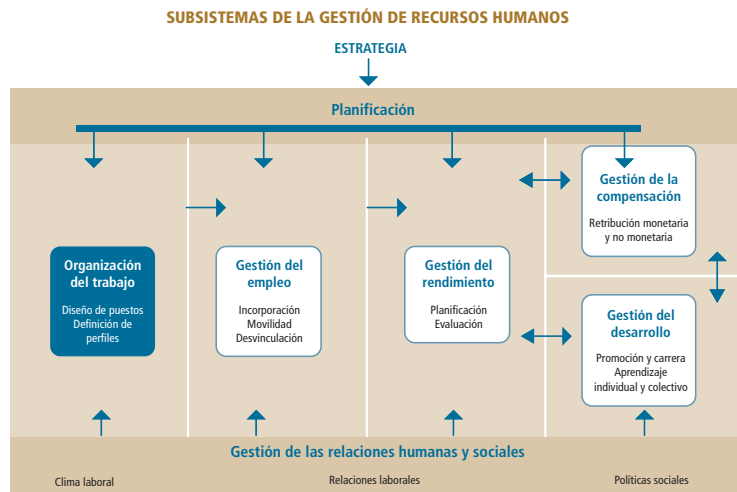 SUBSISTEMAS DE LA GESTIÓN DE RECURSOS HUMANOS
ESTRATEGIA
Planificación
Organización
del trabajo
Diseño de puestos
Definición de
perfiles
Gestión del
empleo
Incorporación
Movilidad
Desvinculación
Gestión del
rendimiento
Planificación
Evaluación
Gestión de la
compensación
Retribución monetaria
y no monetaria
Gestión del
desarrollo
Promoción y carrera
Aprendizaje
individual y colectivo
Gestión de las relaciones humanas y sociales
Clima laboral
Relaciones laborales
Políticas sociales